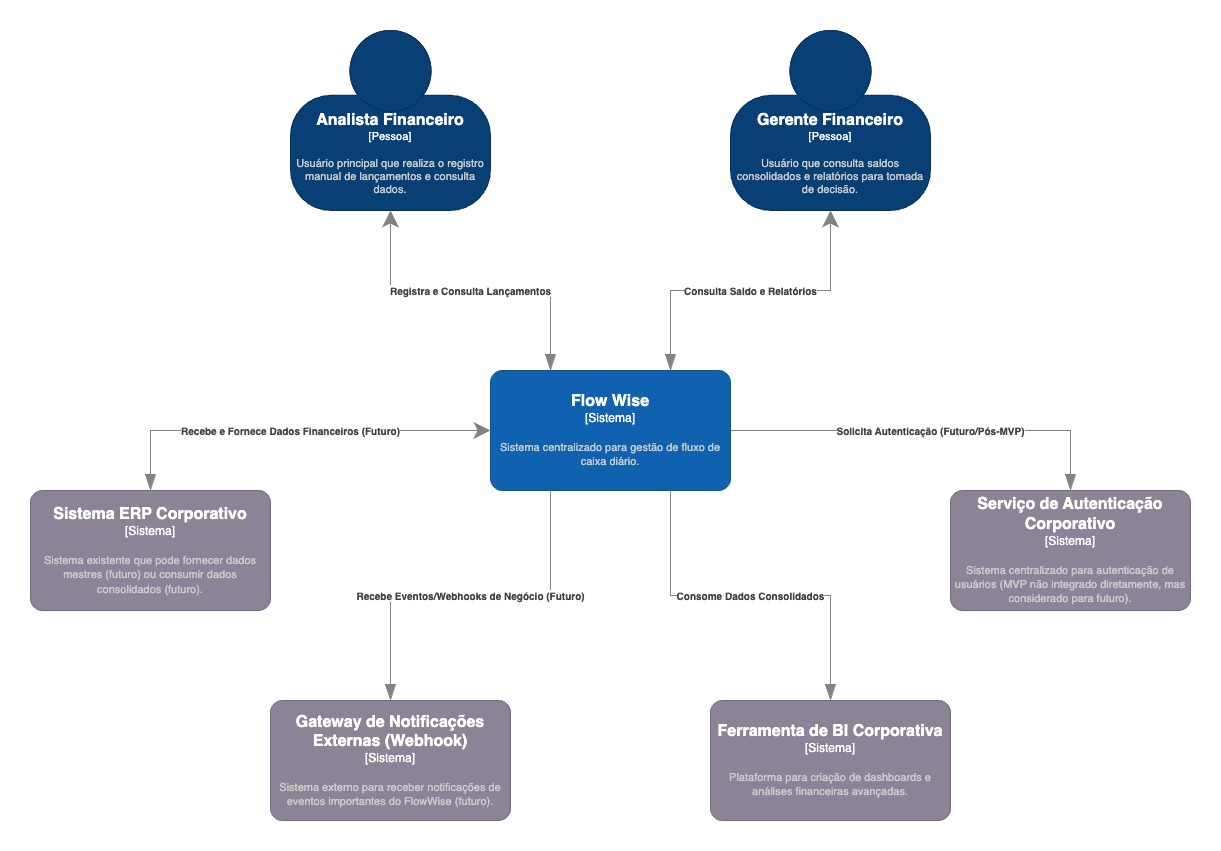 Analista Financeiro
[Pessoa]
Usuário principal que realiza o registro
manual de lançamentos e consulta
dados.
Gerente Financeiro
[Pessoa]
Usuário que consulta saldos
consolidados e relatórios para tomada
de decisão.
Registra e Consulta Lançamentos
Consulta Saldo e Relatórios
Flow Wise
[Sistema]
Sistema centralizado para gestão de fluxo de
caixa diário.
Recebe e Fornece Dados Financeiros (Futuro)
Solicita Autenticação (Futuro/Pós-MVP)
Sistema ERP Corporativo
[Sistema]
Sistema existente que pode fornecer dados
mestres (futuro) ou consumir dados
consolidados (futuro).
Serviço de Autenticação
Corporativo
[Sistema]
Sistema centralizado para autenticação de
usuários (MVP não integrado diretamente, mas
considerado para futuro).
Recebe Eventos/Webhooks de Negócio (Futuro)
Consome Dados Consolidados
Gateway de Notificações
Externas (Webhook)
[Sistema]
Sistema externo para receber notificações de
eventos importantes do FlowWise (futuro).
Ferramenta de BI Corporativa
[Sistema]
Plataforma para criação de dashboards e
análises financeiras avançadas.